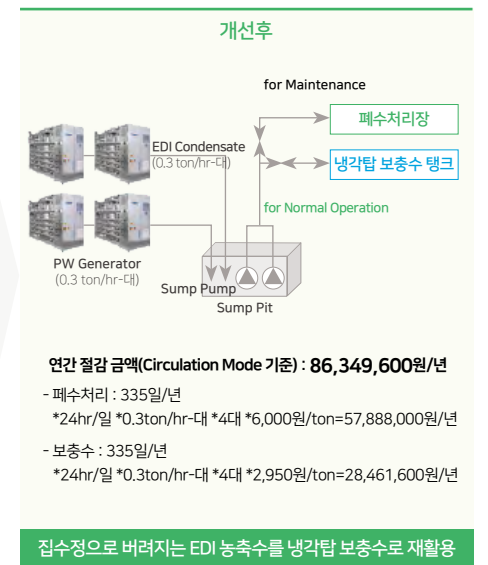 개선후
for Maintenance
폐수처리장
EDI Condensate
(0.3 ton/hr-대)
냉각탑 보충수 탱크
for Normal Operation
PW Generator
(0.3 ton/hr-대)
Sump Pump
Sump Pit
연간 절감 금액(Circulation Mode 기준) : 86,349,600원/년
- 폐수처리 : 335일/년
*24hr/일 *0.3ton/hr-대 *4대 *6,000원/ton=57,888,000원/년
- 보충수 : 335일/년
*24hr/일 *0.3ton/hr-대 *4대 *2,950원/ton=28,461,600원/년
집수정으로 버려지는 EDI 농축수를 냉각탑 보충수로 재활용